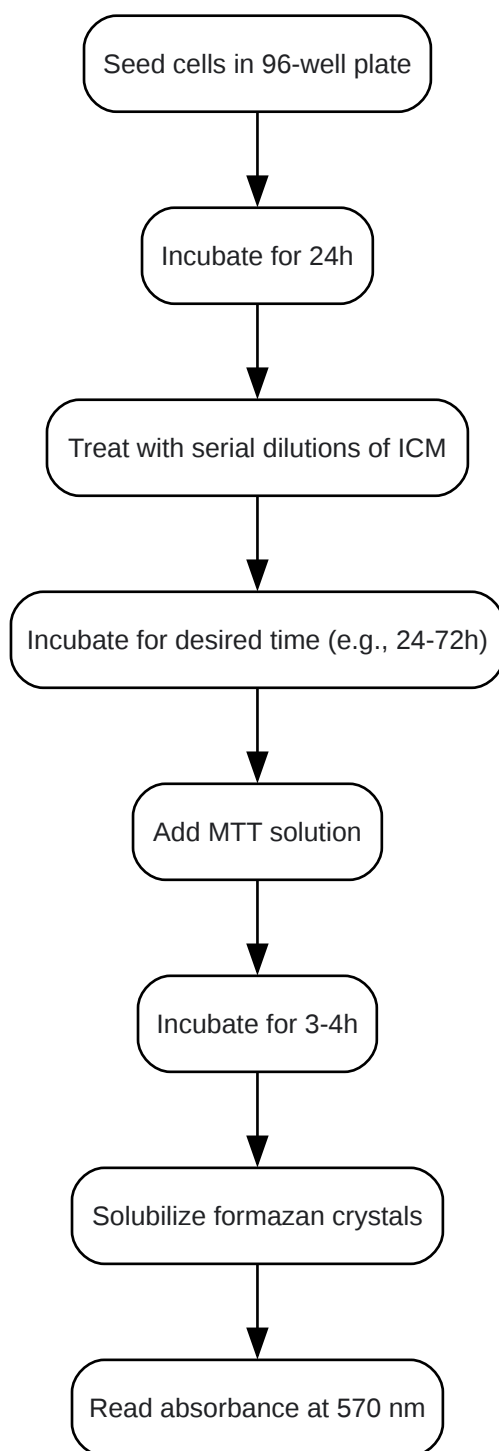 Seed cells in 96-well plate
Incubate for 24h
Treat with serial dilutions of ICM
Incubate for desired time (e.g., 24-72h)
Add MTT solution
Incubate for 3-4h
Solubilize formazan crystals
Read absorbance at 570 nm